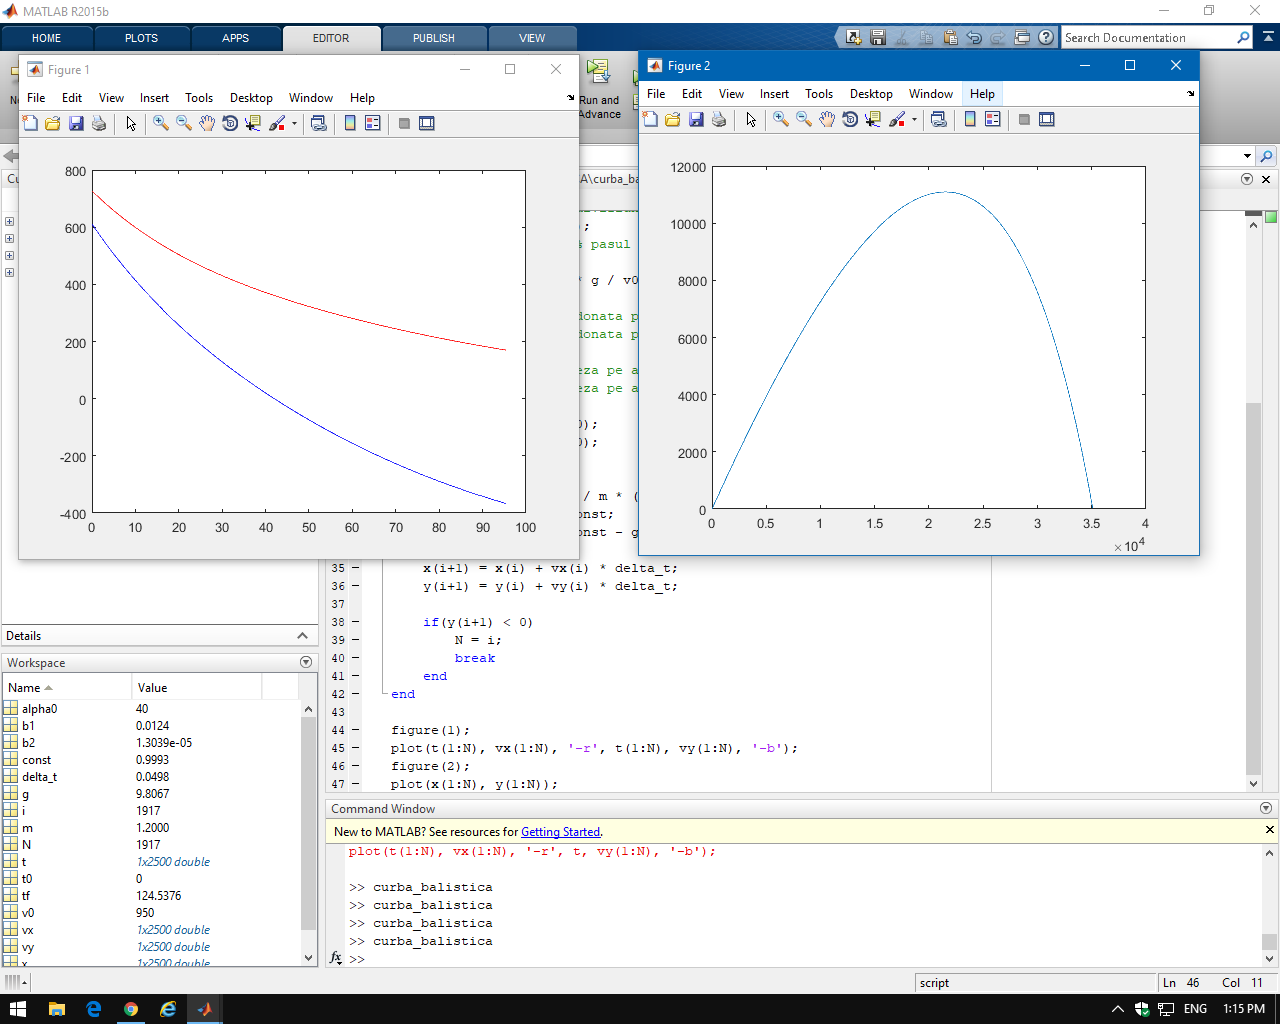 MATLAB R2015b
HOME PLOTS APPS EDITOR PUBLISH VIEW
Search Documentation
Run and
Advance
Figure 1
File Edit View Insert Tools Desktop Window Help
800
600
400
200
0
-200
-400
0 10 20 30 40 50 60 70 80 90 100
Figure 2
File Edit View Insert Tools Desktop Window Help
12000
10000
8000
6000
4000
2000
0
0 0.5 1 1.5 2 2.5 3 3.5 4
×10^4
A\curba_ba
);
% pasul
* g / v0
donata p
donata p
eza pe a
eza pe a
0);
0);
/ m * (
onst;
onst - g
35 x(i+1) = x(i) + vx(i) * delta_t;
36 y(i+1) = y(i) + vy(i) * delta_t;
37
38 if(y(i+1) < 0)
39 N = i;
40 break
41 end
42 end
43
44 figure(1);
45 plot(t(1:N), vx(1:N), '-r', t(1:N), vy(1:N), '-b');
46 figure(2);
47 plot(x(1:N), y(1:N));
Details
Workspace
Name Value
alpha0 40
b1 0.0124
b2 1.3039e-05
const 0.9993
delta_t 0.0498
g 9.8067
i 1917
m 1.2000
N 1917
t 1x2500 double
t0 0
tf 124.5376
v0 950
vx 1x2500 double
vy 1x2500 double
x 1x2500 double
Command Window
New to MATLAB? See resources for Getting Started.
plot(t(1:N), vx(1:N), '-r', t, vy(1:N), '-b');
>> curba_balistica
>> curba_balistica
>> curba_balistica
>> curba_balistica
fx >>
script Ln 46 Col 11
ENG 1:15 PM